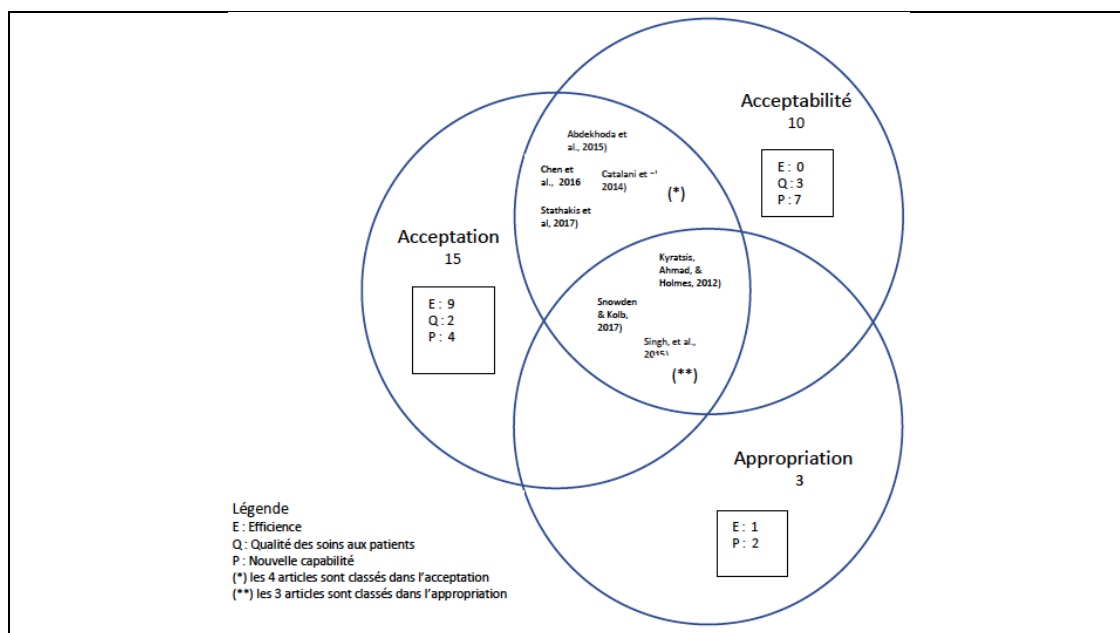 Acceptabilité
10
E : 0
Q : 3
P : 7
Abdekhoda et
al., 2015)
Chen et
al., 2016
Catalani et
2014)
(*)
Stathakis et
al, 2017)
Acceptation
15
E : 9
Q : 2
P : 4
Kyratsis,
Ahmad, &
Holmes, 2012)
Snowden
& Kolb,
2017)
Singh, et al.,
2015)
(**)
Appropriation
3
E : 1
P : 2
Légende
E : Efficience
Q : Qualité des soins aux patients
P : Nouvelle capabilité
(*) les 4 articles sont classés dans l’acceptation
(**) les 3 articles sont classés dans l’appropriation